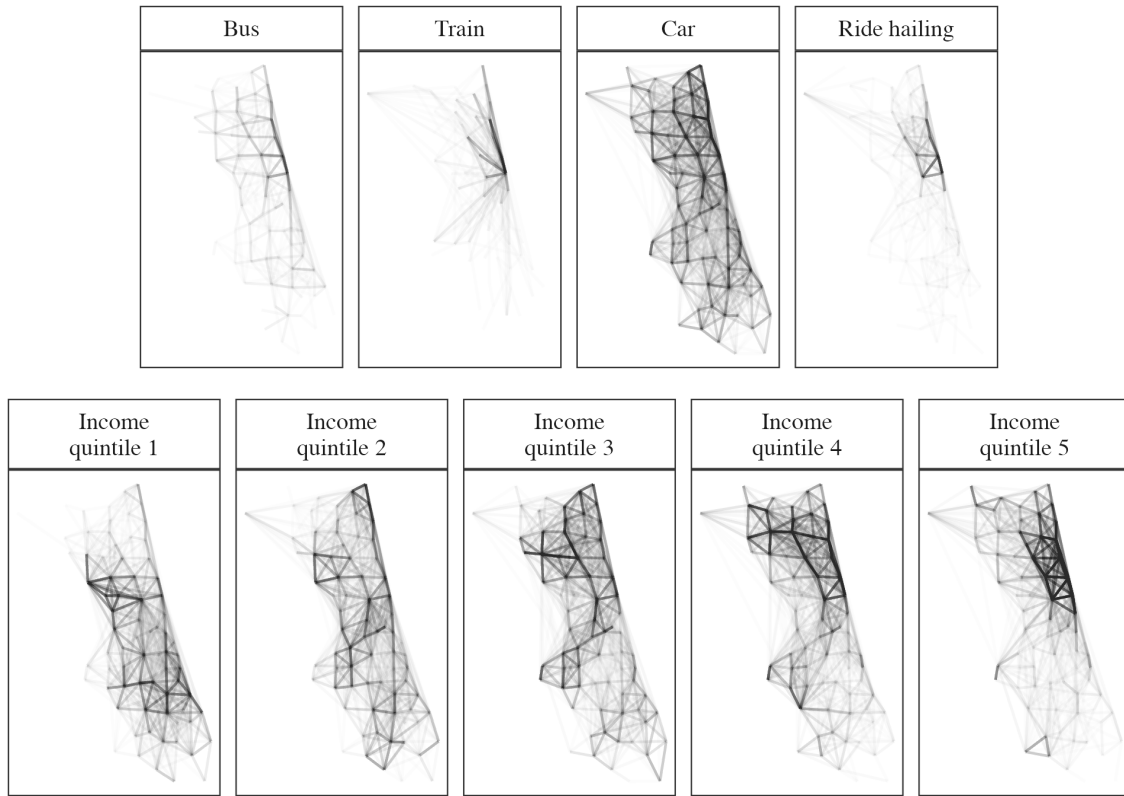 Bus
Train
Car
Ride hailing
Income
quintile 1
Income
quintile 2
Income
quintile 3
Income
quintile 4
Income
quintile 5